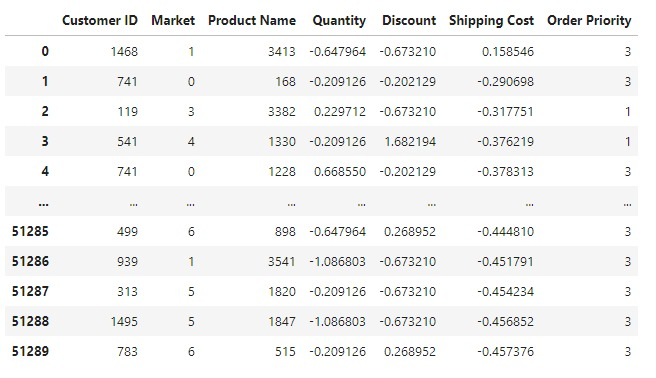 Customer ID Market Product Name Quantity Discount Shipping Cost Order Priority
0 1468 1 3413 -0.647964 -0.673210 0.158546 3
1 741 0 168 -0.209126 -0.202129 -0.290698 3
2 119 3 3382 0.229712 -0.673210 -0.317751 1
3 541 4 1330 -0.209126 1.682194 -0.376219 1
4 741 0 1228 0.668550 -0.202129 -0.378313 3
... ... ... ... ... ... ... ...
51285 499 6 898 -0.647964 0.268952 -0.444810 3
51286 939 1 3541 -1.086803 -0.673210 -0.451791 3
51287 313 5 1820 -0.209126 -0.673210 -0.454234 3
51288 1495 5 1847 -1.086803 -0.673210 -0.456852 3
51289 783 6 515 -0.209126 0.268952 -0.457376 3